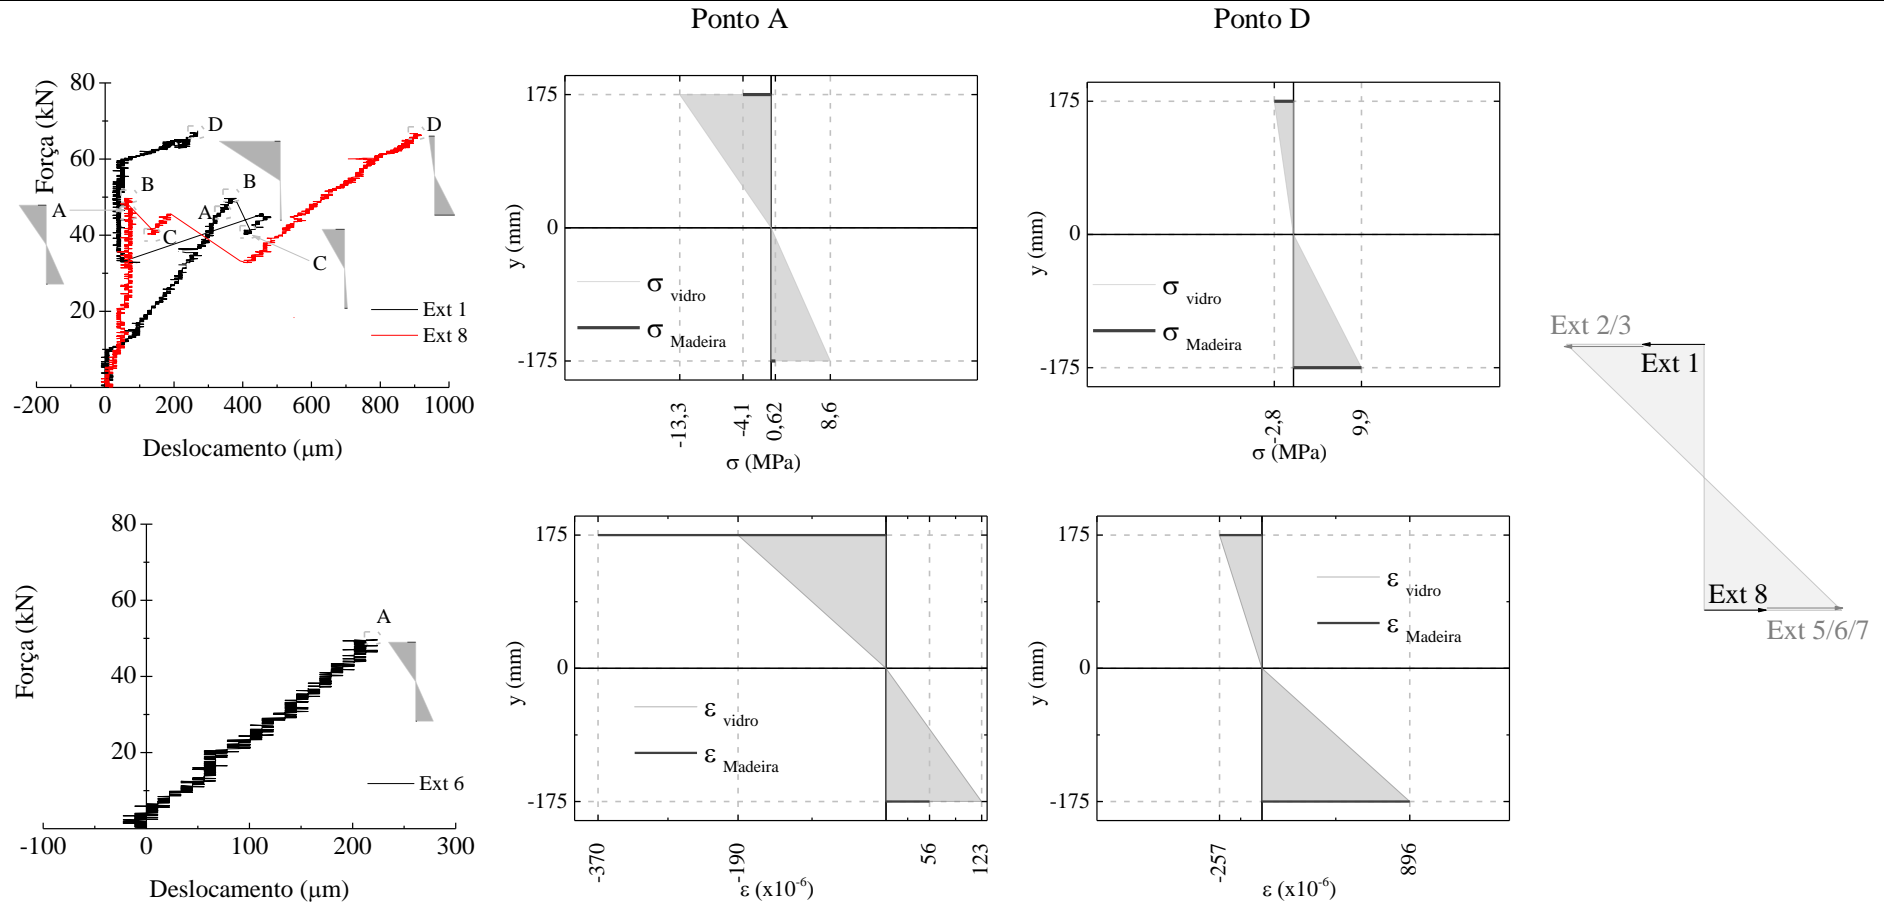 Ponto A
Ponto D
Força (kN)
80
60
40
20
D
D
B
B
A
A
C
C
Ext 1
Ext 8
-200
0
200
400
600
800
1000
Deslocamento (μm)
y (mm)
175
0
-175
σ vidro
σ Madeira
-13,3
-4,1
0,62
8,6
σ (MPa)
y (mm)
175
0
-175
σ vidro
σ Madeira
-2,8
9,9
σ (MPa)
Ext 2/3
Ext 1
Ext 8
Ext 5/6/7
Força (kN)
80
60
40
20
A
Ext 6
-100
0
100
200
300
Deslocamento (μm)
y (mm)
175
0
-175
ε vidro
ε Madeira
-370
-190
56
123
ε (x10⁻⁶)
y (mm)
175
0
-175
ε vidro
ε Madeira
-257
896
ε (x10⁻⁶)